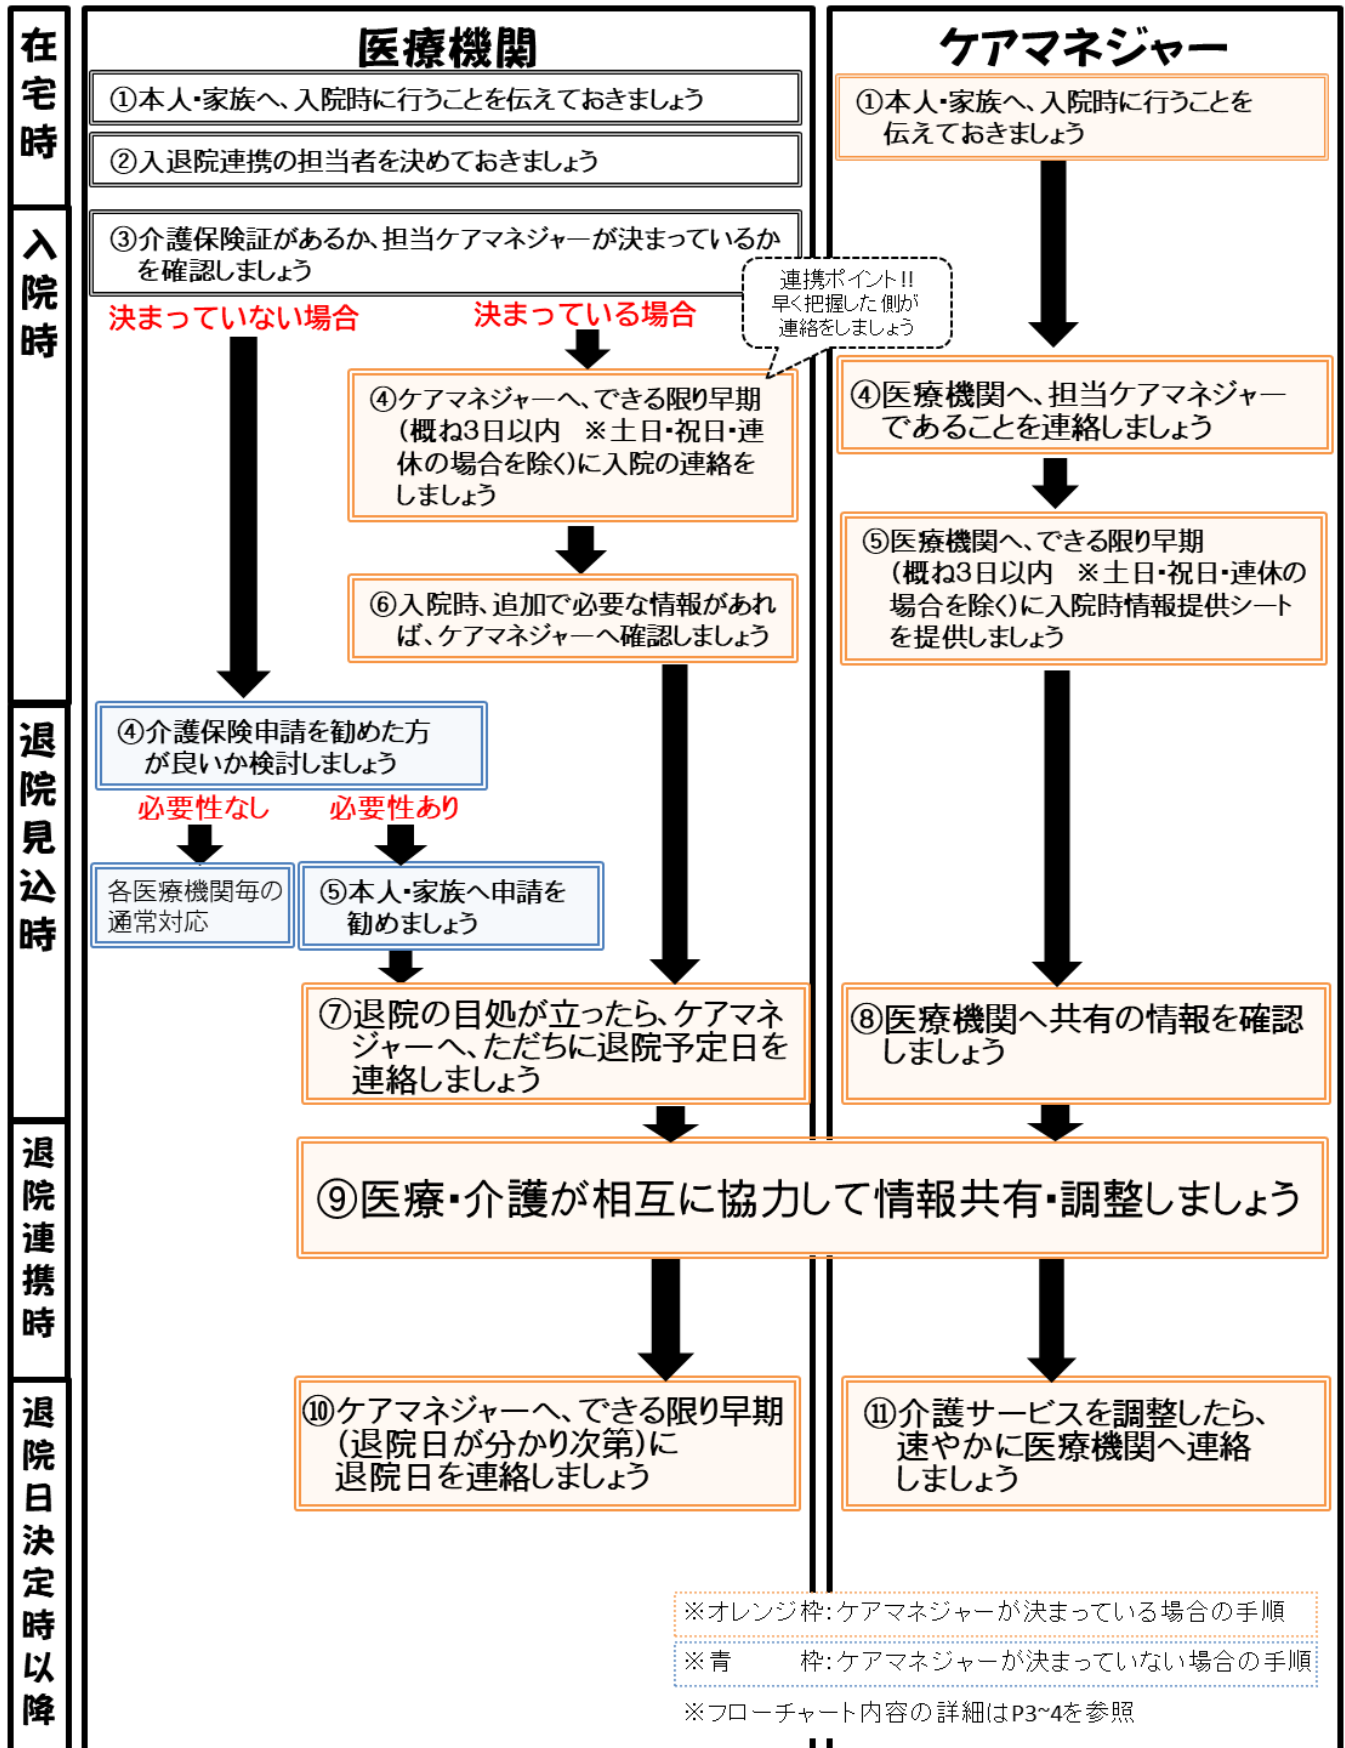 在宅時
医療機関
①本人・家族へ、入院時に行うことを伝えておきましょう
②入退院連携の担当者を決めておきましょう
ケアマネジャー
①本人・家族へ、入院時に行うことを
伝えておきましょう
入院時
③介護保険証があるか、担当ケアマネジャーが決まっているか
を確認しましょう
連携ポイント!!
早く把握した側が
連絡をしましょう
決まっていない場合
決まっている場合
④ケアマネジャーへ、できる限り早期
(概ね3日以内 ※土日・祝日・連
休の場合を除く)に入院の連絡を
しましょう
④医療機関へ、担当ケアマネジャー
であることを連絡しましょう
⑤医療機関へ、できる限り早期
(概ね3日以内 ※土日・祝日・連休の
場合を除く)に入院時情報提供シート
を提供しましょう
⑥入院時、追加で必要な情報があれ
ば、ケアマネジャーへ確認しましょう
退院見込時
④介護保険申請を勧めた方
が良いか検討しましょう
必要性なし
必要性あり
各医療機関毎の
通常対応
⑤本人・家族へ申請を
勧めましょう
⑦退院の目処が立ったら、ケアマネ
ジャーへ、ただちに退院予定日を
連絡しましょう
⑧医療機関へ共有の情報を確認
しましょう
退院連携時
⑨医療・介護が相互に協力して情報共有・調整しましょう
退院日決定時以降
⑩ケアマネジャーへ、できる限り早期
(退院日が分かり次第)に
退院日を連絡しましょう
⑪介護サービスを調整したら、
速やかに医療機関へ連絡
しましょう
※オレンジ枠:ケアマネジャーが決まっている場合の手順
※青 枠:ケアマネジャーが決まっていない場合の手順
※フローチャート内容の詳細はP3~4を参照